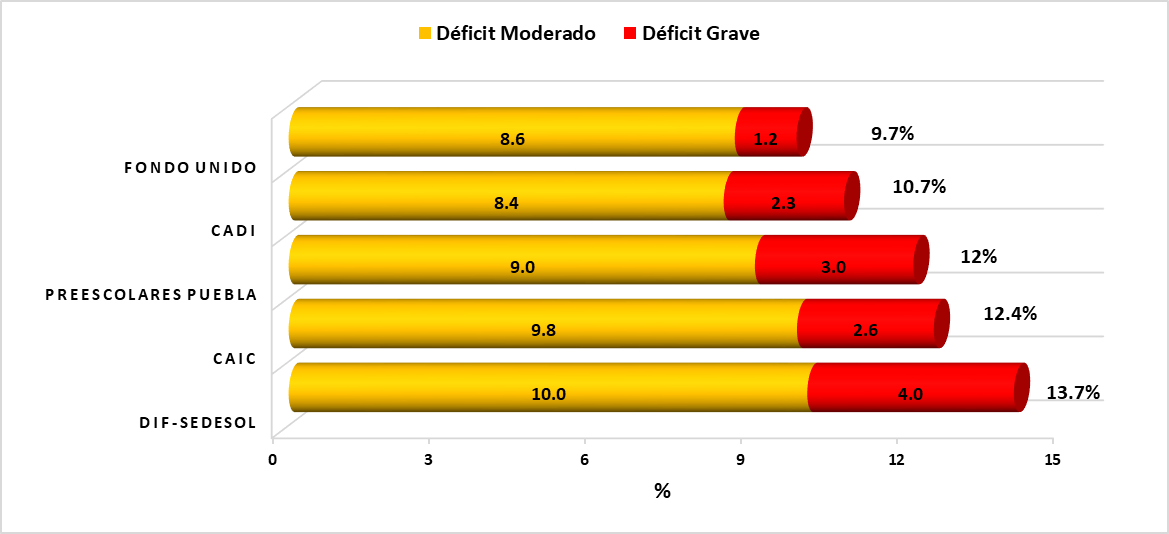 Déficit Moderado Déficit Grave
FONDO UNIDO 8.6 1.2 9.7%
CADI 8.4 2.3 10.7%
PREESCOLARES PUEBLA 9.0 3.0 12%
CAIC 9.8 2.6 12.4%
DIF-SEDESOL 10.0 4.0 13.7%
0 3 6 9 12 15
%